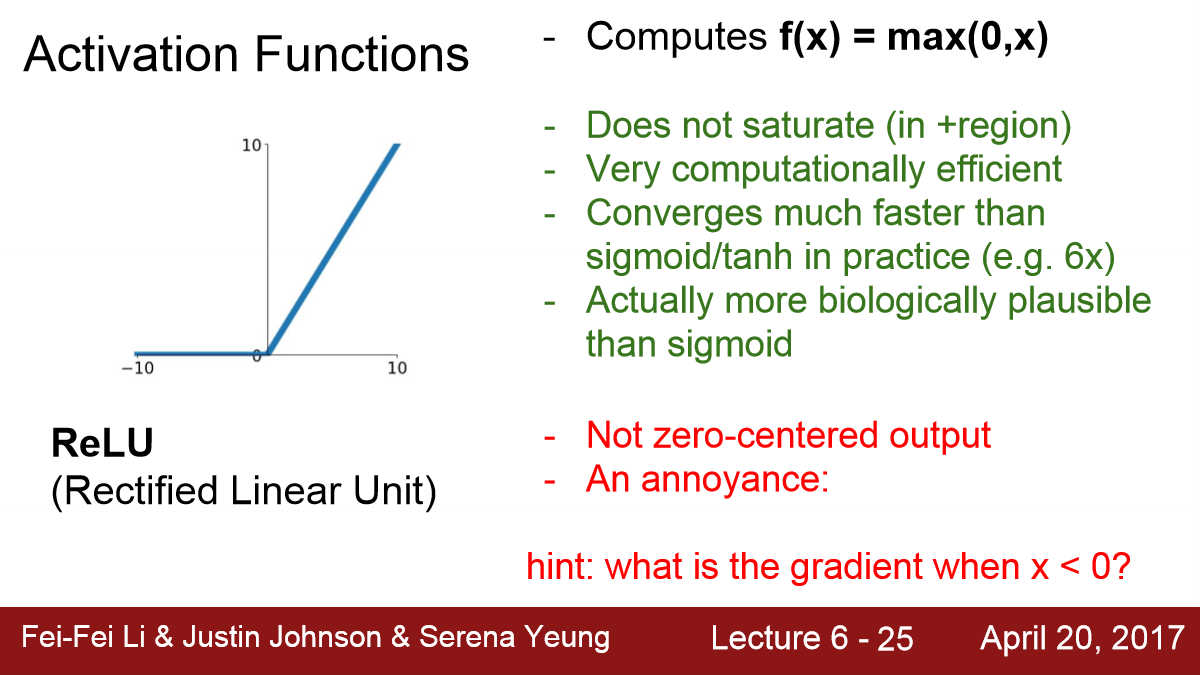 Activation Functions
- Computes f(x) = max(0,x)
- Does not saturate (in +region)
- Very computationally efficient
- Converges much faster than
sigmoid/tanh in practice (e.g. 6x)
- Actually more biologically plausible
than sigmoid
10
0
−10
10
ReLU
(Rectified Linear Unit)
- Not zero-centered output
- An annoyance:
hint: what is the gradient when x < 0?
Fei-Fei Li & Justin Johnson & Serena Yeung
Lecture 6 - 25
April 20, 2017